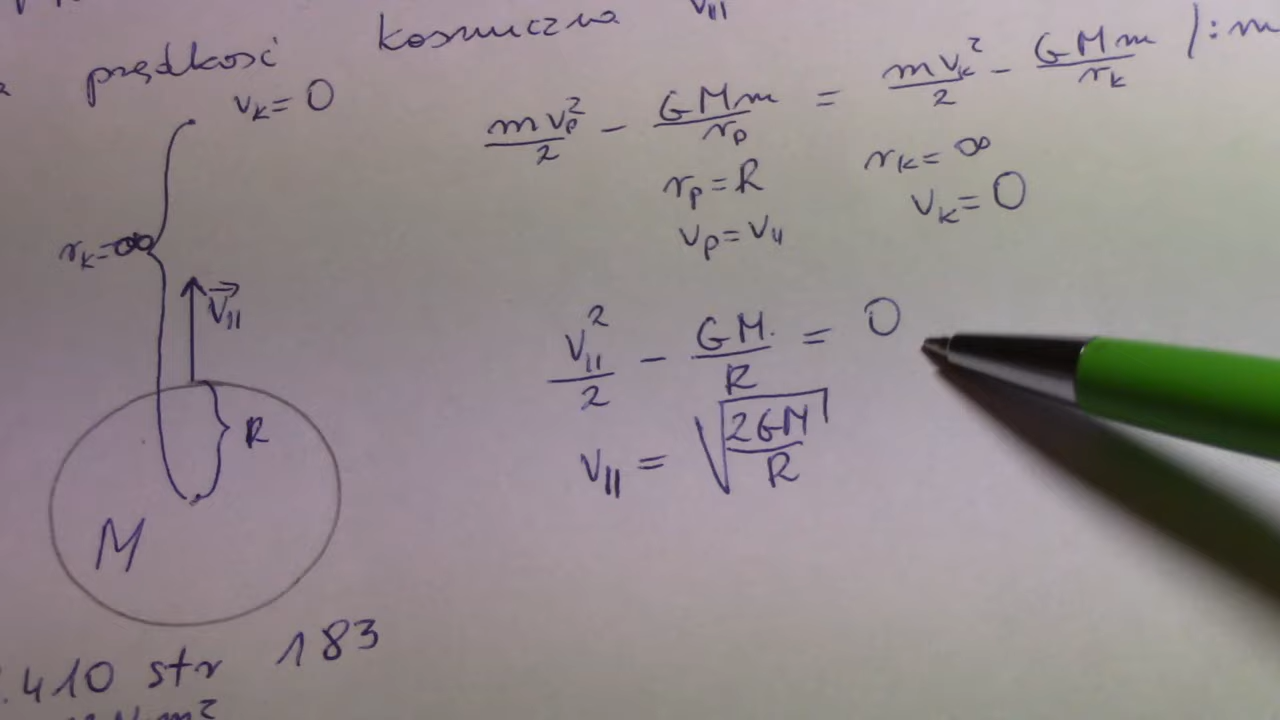 prędkość kosmiczna v_II
v_k = 0
mv_p²/2 - GMm/r_p = mv_k²/2 - GMm/r_k /:m
r_p = R
r_k = ∞
v_p = v_II
v_k = 0
r_k = ∞
v⃗_II
v_II²/2 - GM/R = 0
R
v_II = √(2GM/R)
M
.410 str 183
m²